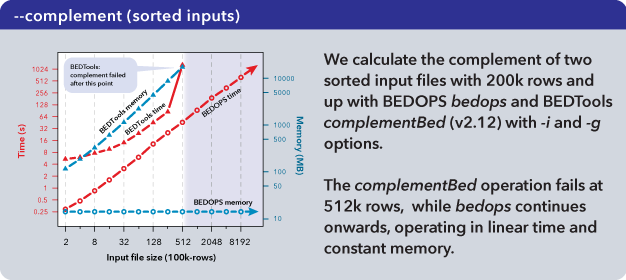 --complement (sorted inputs)
BEDTools:
complement failed
after this point
1024
512
256
128
64
32
16
8
4
2
1
0.5
0.25
Time (s)
BEDTools memory
BEDTools time
BEDOPS time
BEDOPS memory
10000
5000
1000
500
100
50
10
Memory (MB)
2 8 32 128 512 2048 8192
Input file size (100k-rows)
We calculate the complement of two
sorted input files with 200k rows and
up with BEDOPS bedops and BEDTools
complementBed (v2.12) with -i and -g
options.
The complementBed operation fails at
512k rows, while bedops continues
onwards, operating in linear time and
constant memory.